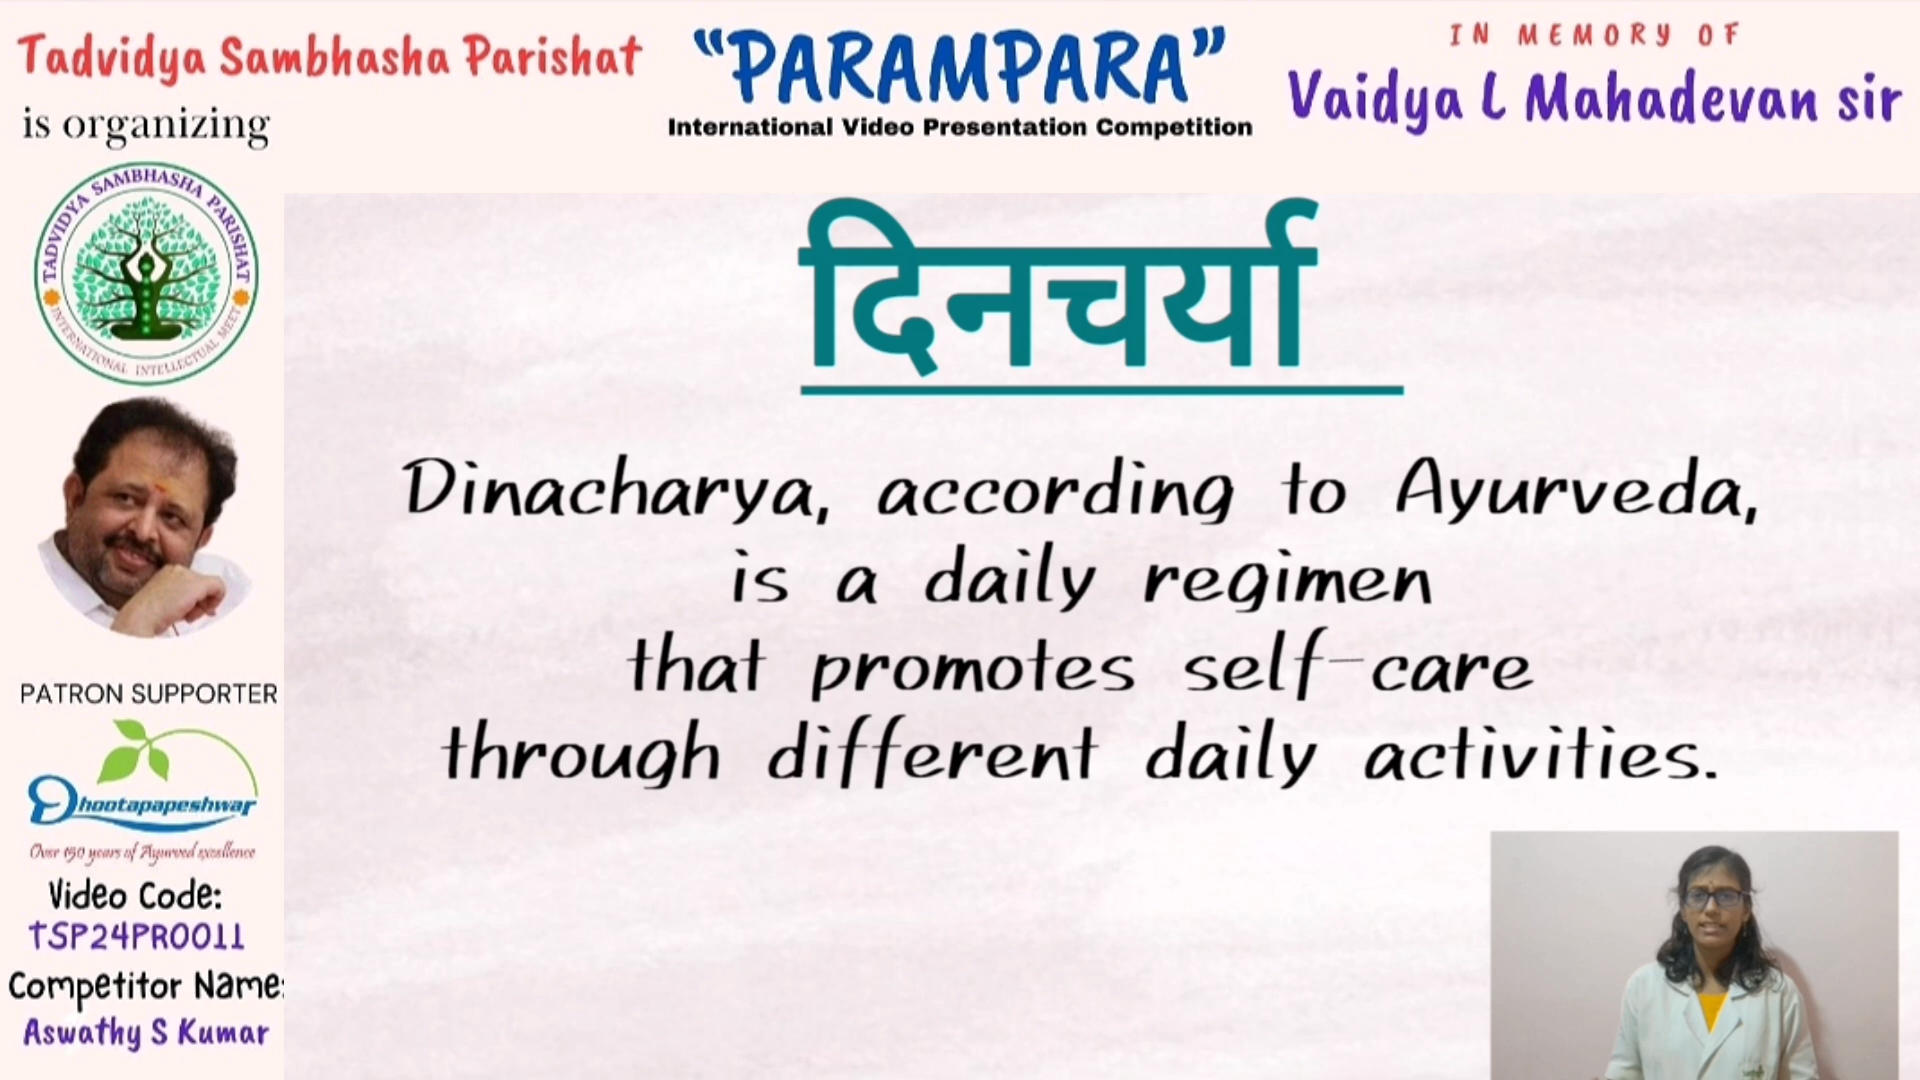 Tadvidya Sambhasha Parishat
is organizing
"PARAMPARA"
International Video Presentation Competition
IN MEMORY OF
Vaidya L Mahadevan sir
TADVIDYA SAMBHASHA PARISHAT
INTERNATIONAL INTELLECTUAL MEET
दिनचर्या
Dinacharya, according to Ayurveda,
is a daily regimen
that promotes self-care
through different daily activities.
PATRON SUPPORTER
Dhootapapeshwar
Over 150 years of Ayurved excellence
Video Code:
TSP24PR0011
Competitor Name:
Aswathy S Kumar